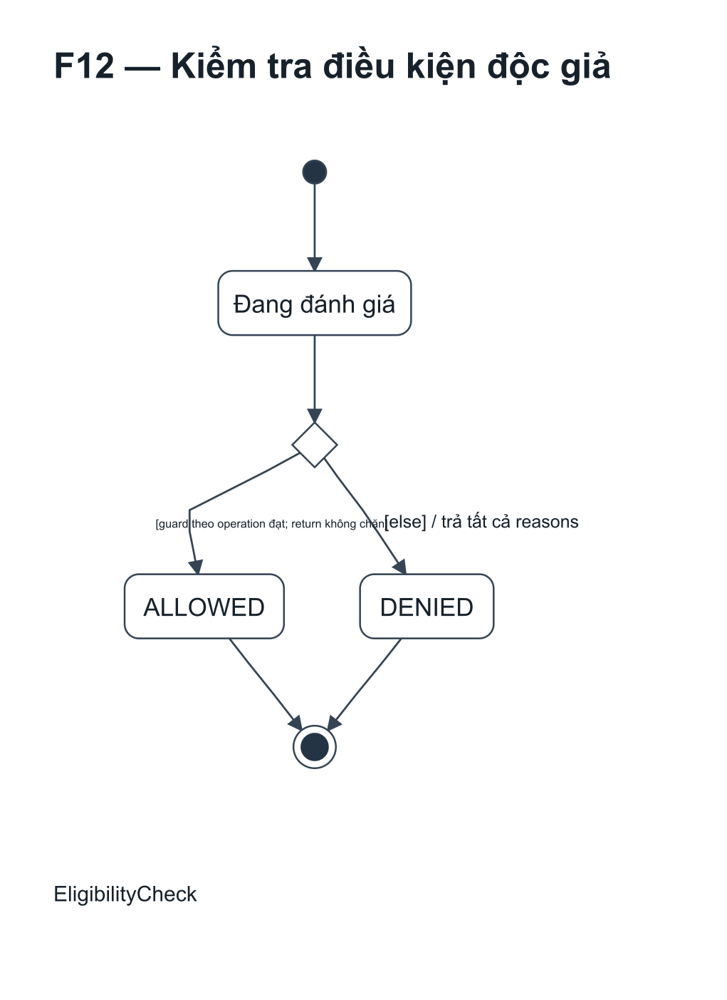 F12 — Kiểm tra điều kiện độc giả
Đang đánh giá
[guard theo operation đạt; return không chặn]
[else] / trả tất cả reasons
ALLOWED
DENIED
EligibilityCheck